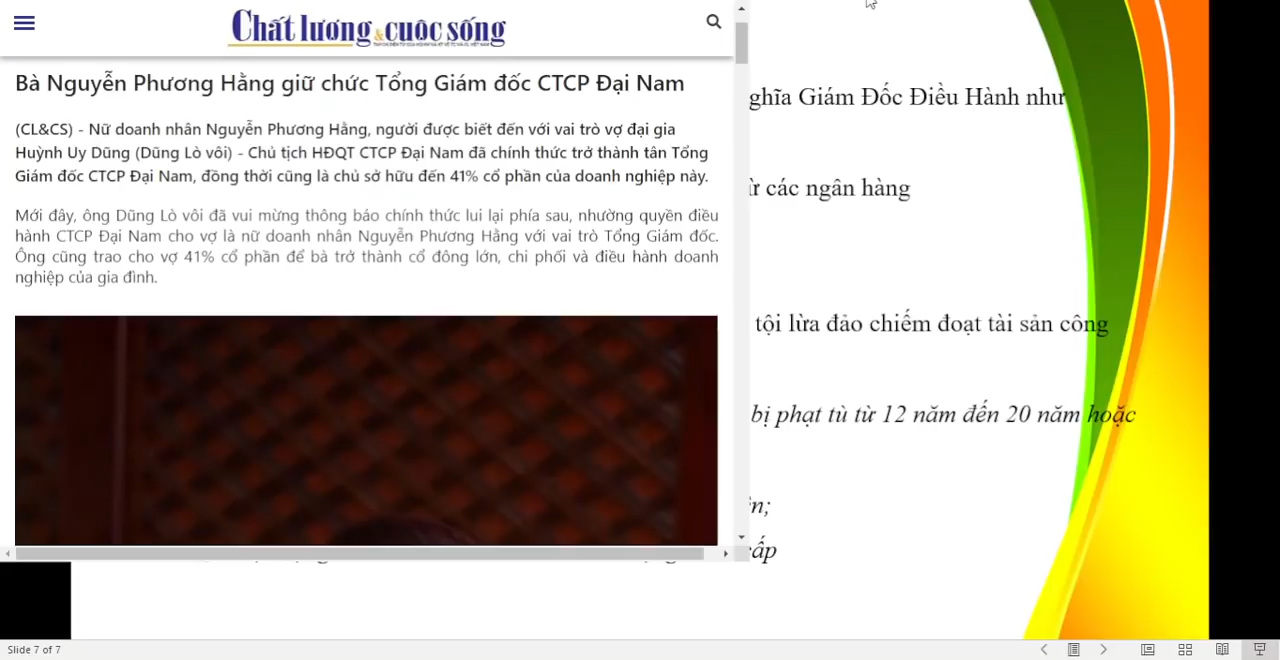 Chất lượng & cuộc sống
Bà Nguyễn Phương Hằng giữ chức Tổng Giám đốc CTCP Đại Nam
(CL&CS) - Nữ doanh nhân Nguyễn Phương Hằng, người được biết đến với vai trò vợ đại gia
Huỳnh Uy Dũng (Dũng Lò vôi) - Chủ tịch HĐQT CTCP Đại Nam đã chính thức trở thành tân Tổng
Giám đốc CTCP Đại Nam, đồng thời cũng là chủ sở hữu đến 41% cổ phần của doanh nghiệp này.
Mới đây, ông Dũng Lò vôi đã vui mừng thông báo chính thức lui lại phía sau, nhường quyền điều
hành CTCP Đại Nam cho vợ là nữ doanh nhân Nguyễn Phương Hằng với vai trò Tổng Giám đốc.
Ông cũng trao cho vợ 41% cổ phần để bà trở thành cổ đông lớn, chi phối và điều hành doanh
nghiệp của gia đình.
ghĩa Giám Đốc Điều Hành như
các ngân hàng
tội lừa đảo chiếm đoạt tài sản công
bị phạt tù từ 12 năm đến 20 năm hoặc
cấp
Slide 7 of 7